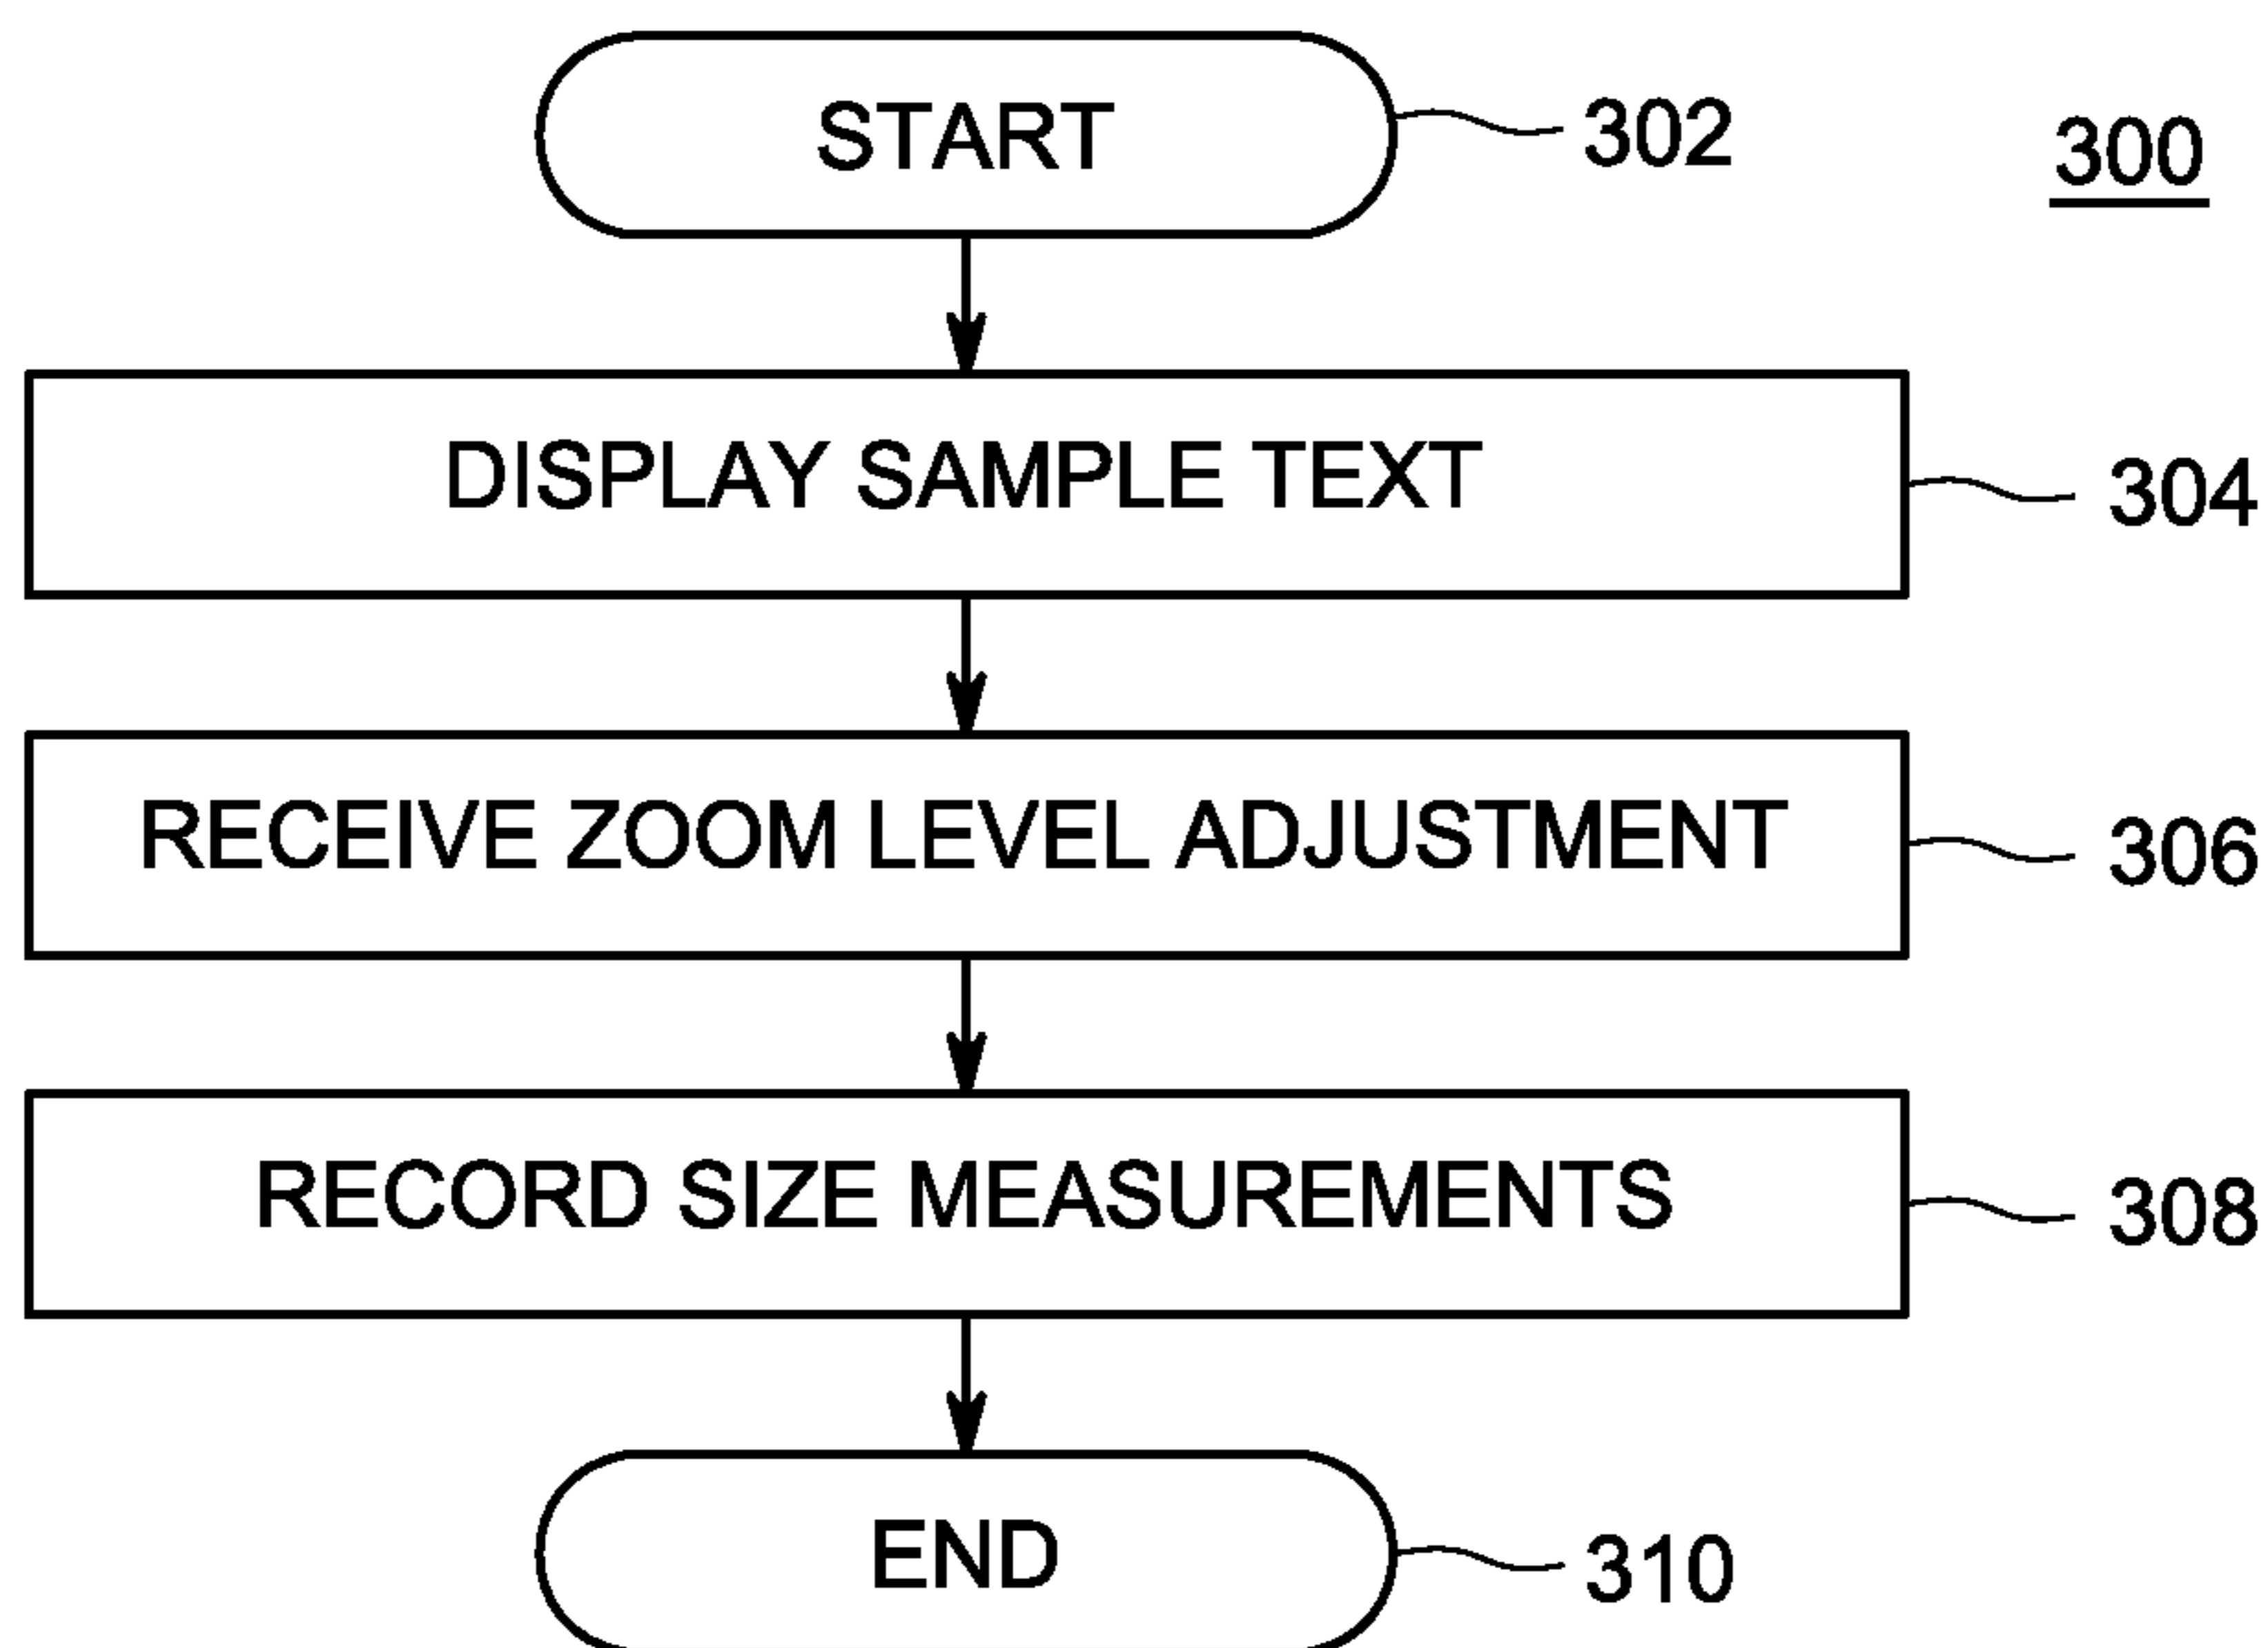 START
302
300
DISPLAY SAMPLE TEXT
304
RECEIVE ZOOM LEVEL ADJUSTMENT
306
RECORD SIZE MEASUREMENTS
308
END
310